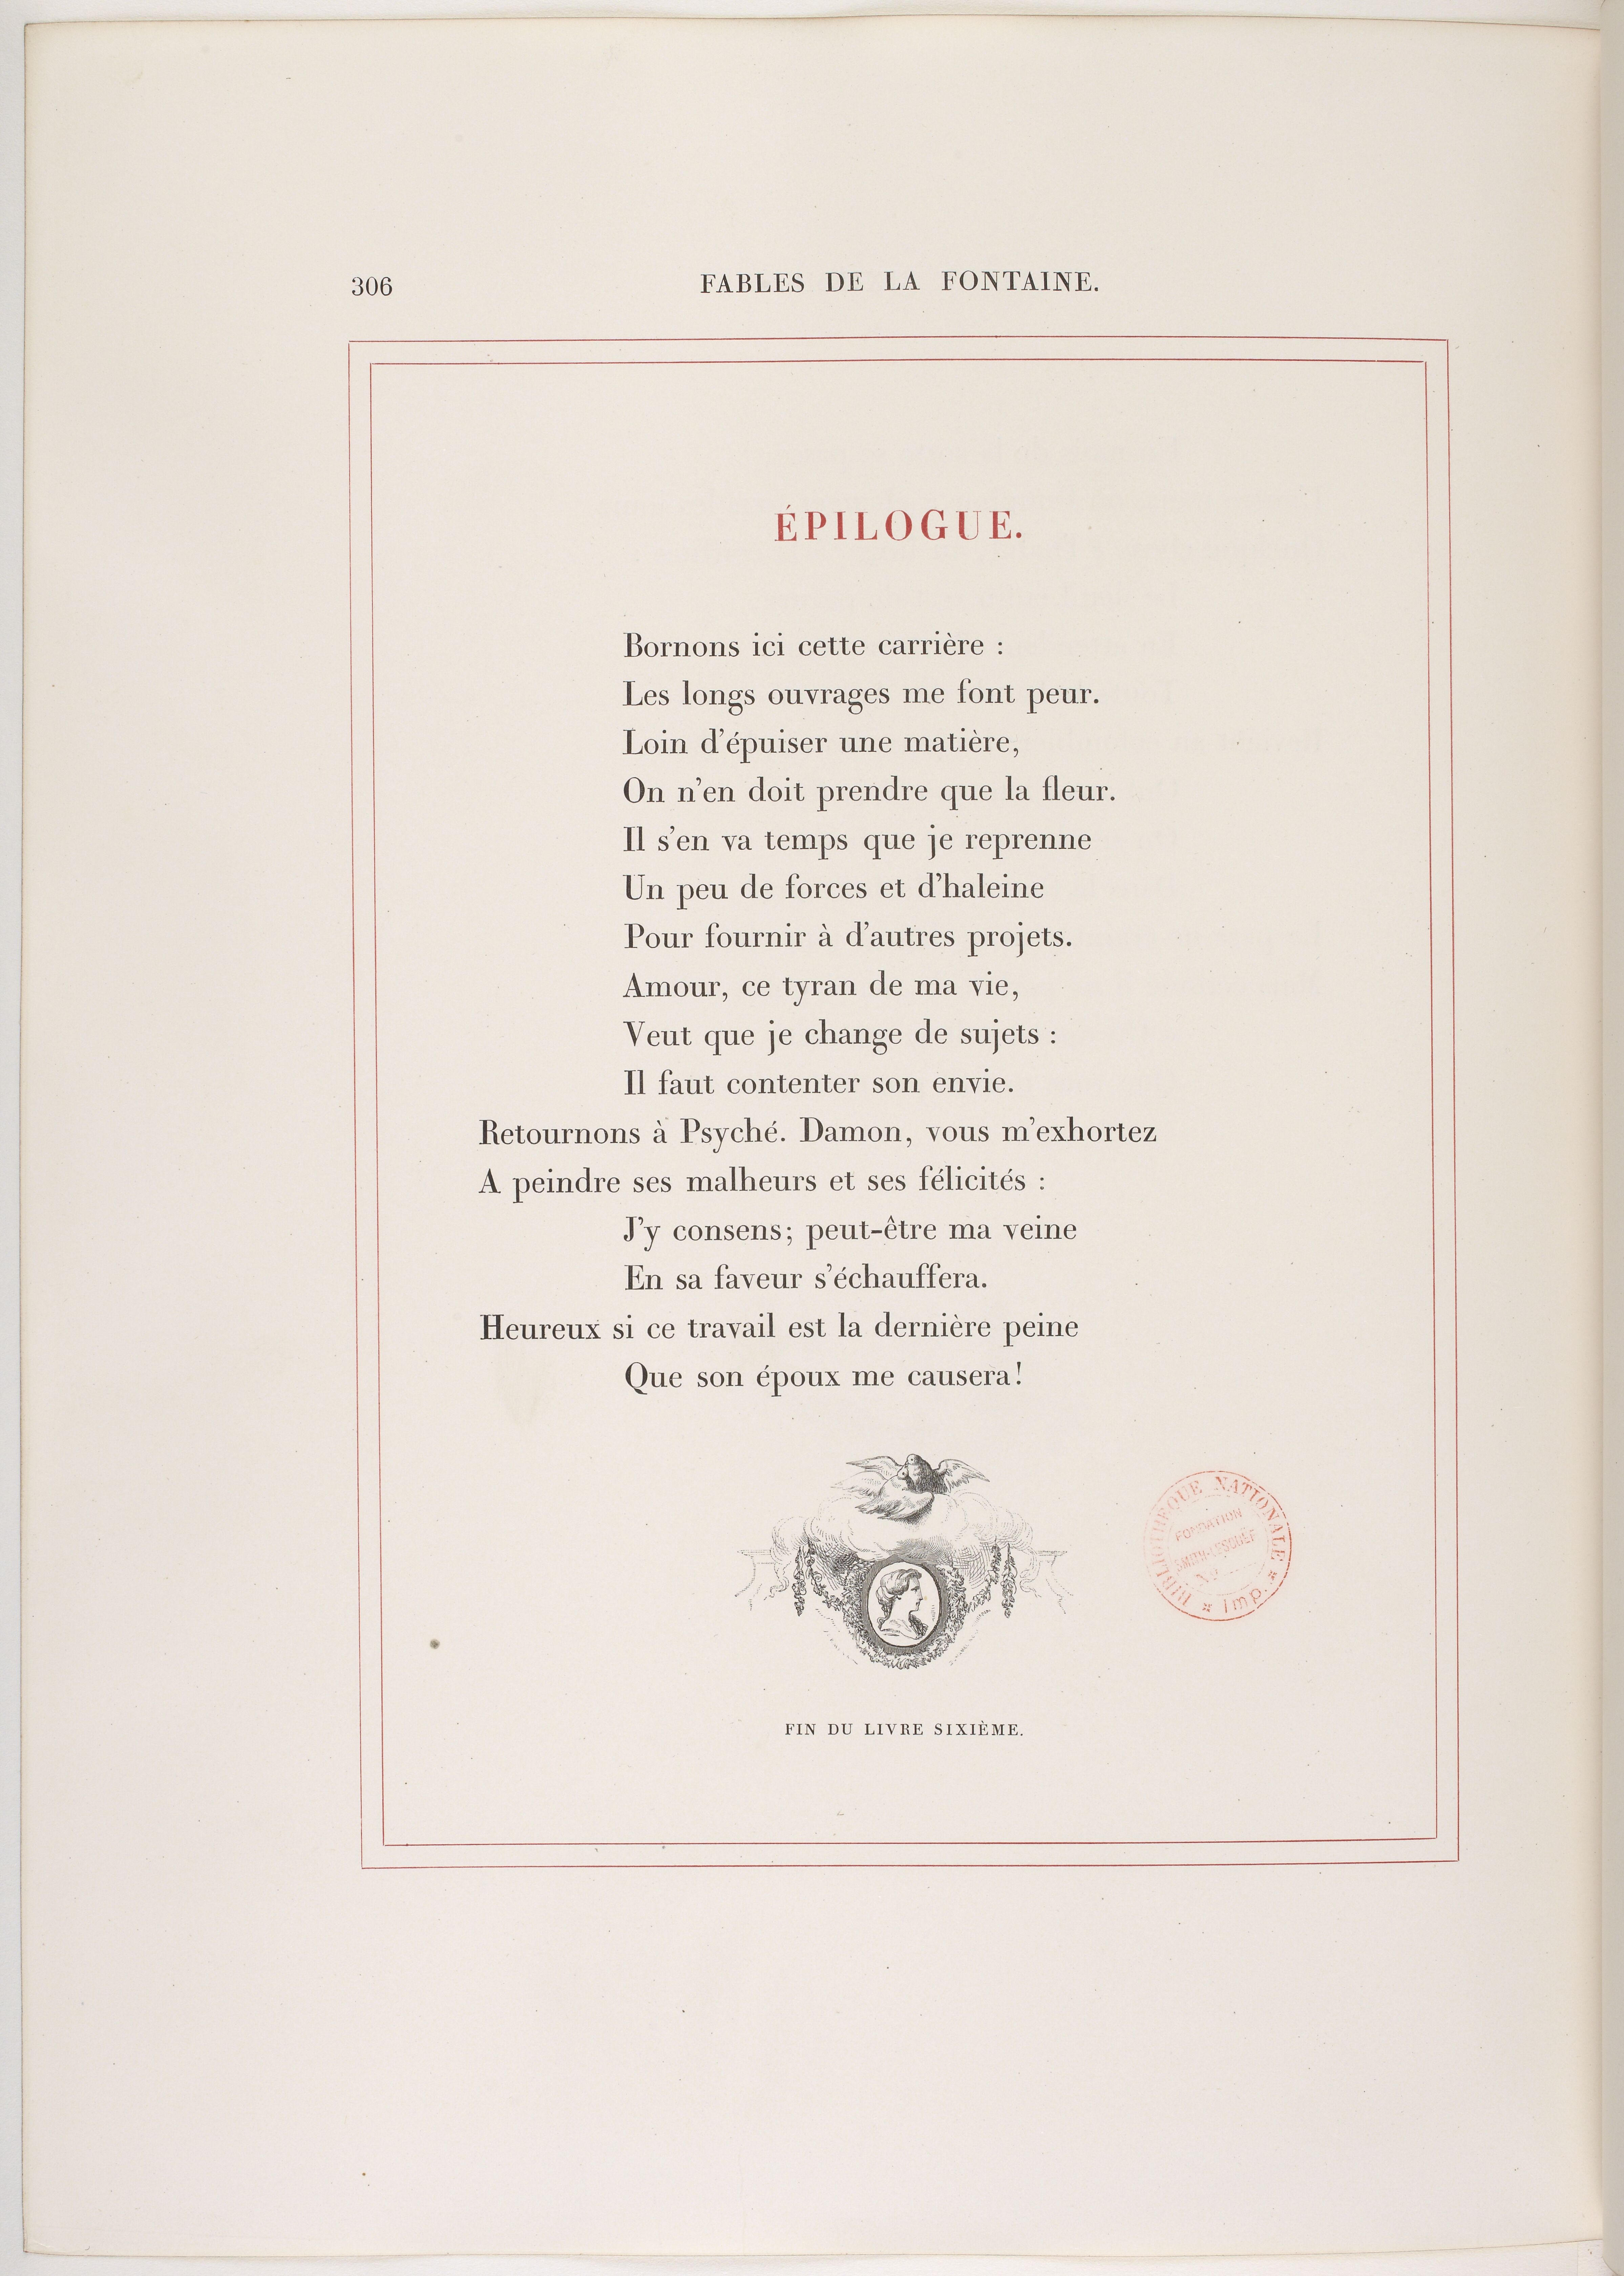 306
FABLES DE LA FONTAINE.
ÉPILOGUE.
Bornons ici cette carrière :
Les longs ouvrages me font peur.
Loin d'épuiser une matière,
On n'en doit prendre que la fleur.
Il s'en va temps que je reprenne
Un peu de forces et d'haleine
Pour fournir à d'autres projets.
Amour, ce tyran de ma vie,
Veut que je change de sujets :
Il faut contenter son envie.
Retournons à Psyché. Damon, vous m'exhortez
A peindre ses malheurs et ses félicités :
J'y consens; peut-être ma veine
En sa faveur s'échauffera.
Heureux si ce travail est la dernière peine
Que son époux me causera!
BIBLIOTHÈQUE NATIONALE
FONDATION
SMITH-LESOUËF
No
Imp.
FIN DU LIVRE SIXIÈME.